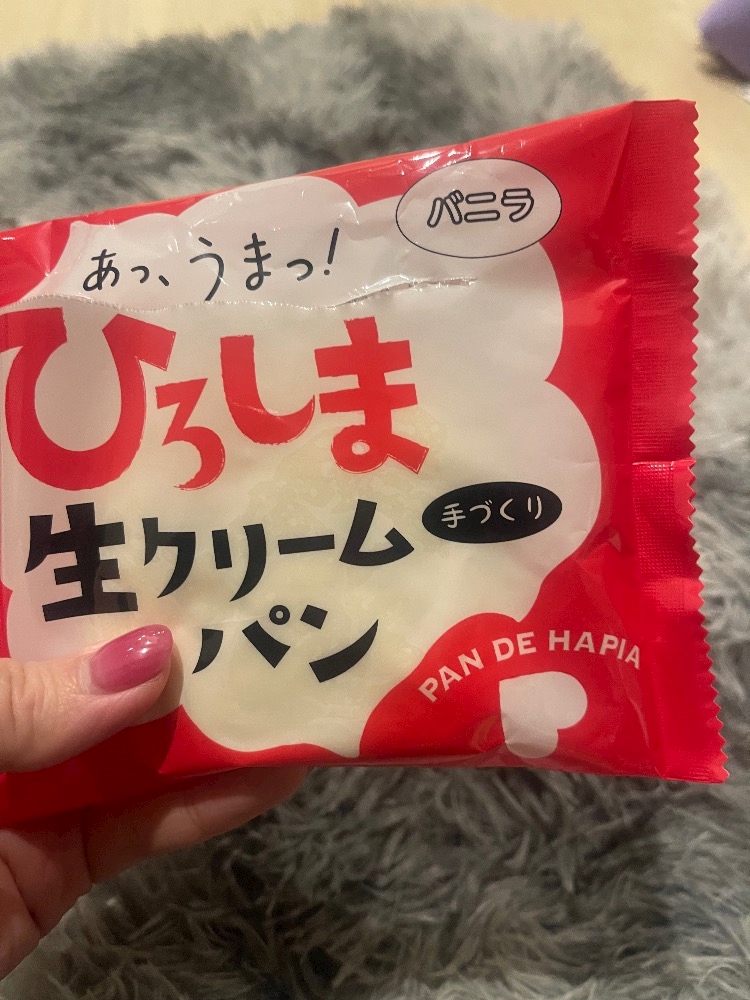 バニラ
あっ、うまっ!
ひろしま
生クリーム
手づくり
パン
PAN DE HAPIA